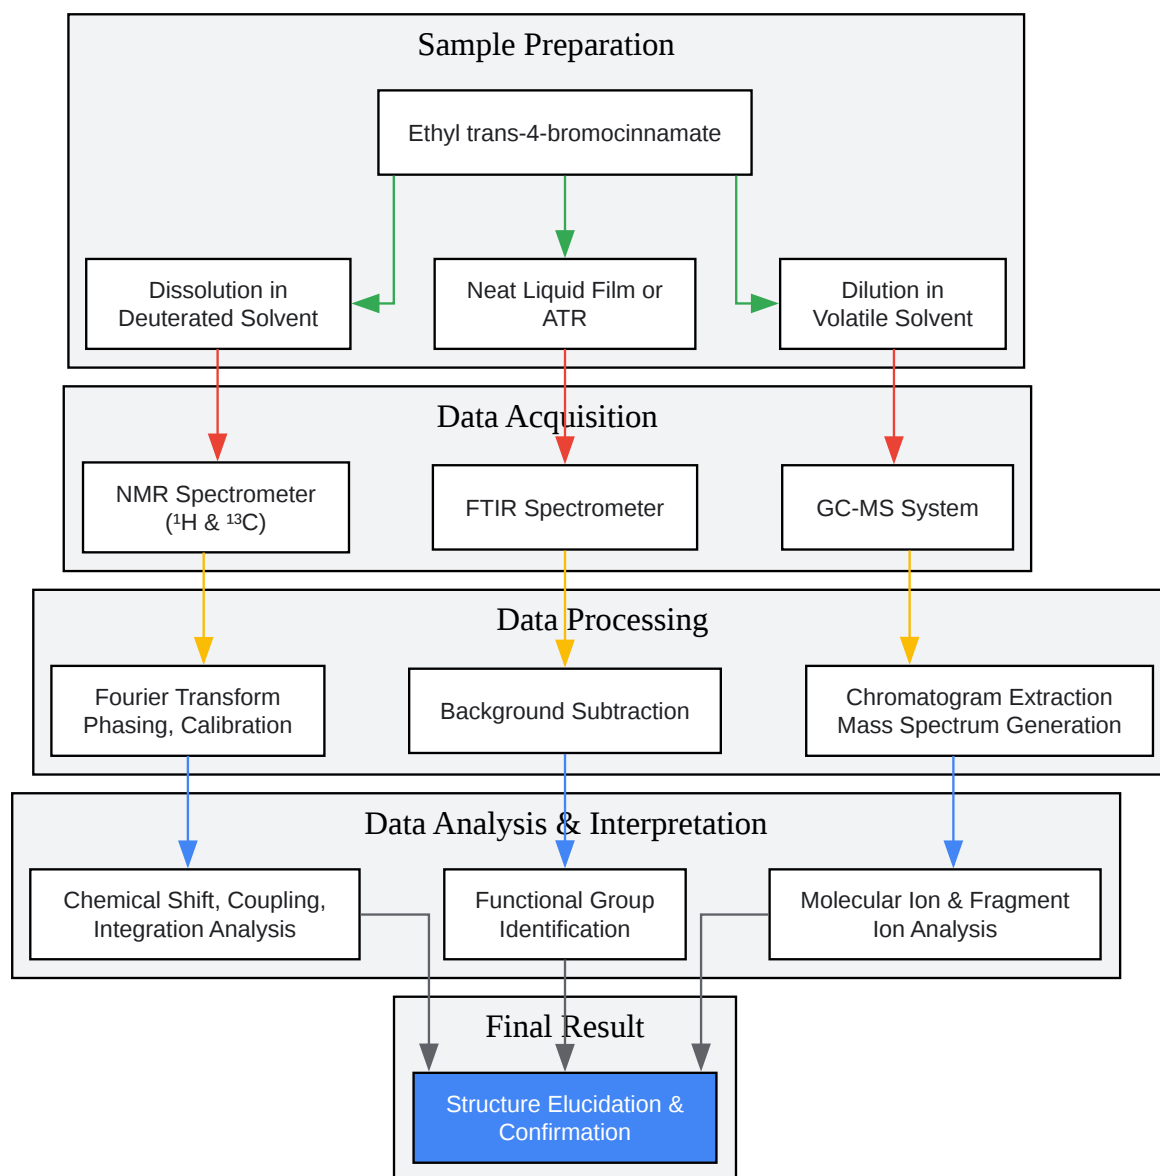 Sample Preparation
Ethyl trans-4-bromocinnamate
Dissolution in
Deuterated Solvent
Neat Liquid Film or
ATR
Dilution in
Volatile Solvent
Data Acquisition
NMR Spectrometer
(¹H & ¹³C)
FTIR Spectrometer
GC-MS System
Data Processing
Fourier Transform
Phasing, Calibration
Background Subtraction
Chromatogram Extraction
Mass Spectrum Generation
Data Analysis & Interpretation
Chemical Shift, Coupling,
Integration Analysis
Functional Group
Identification
Molecular Ion & Fragment
Ion Analysis
Final Result
Structure Elucidation &
Confirmation